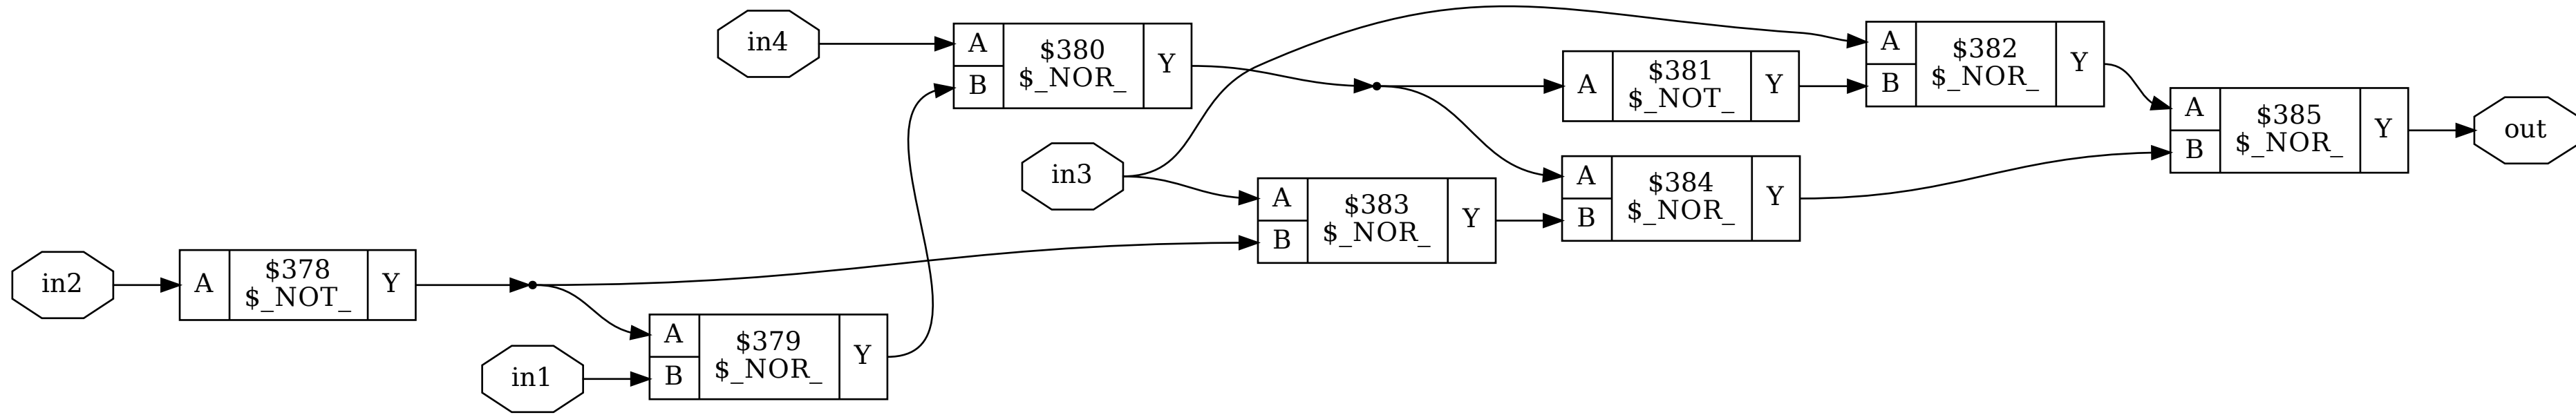 in4
A
B
$380
$_NOR_
Y
A
$381
$_NOT_
Y
A
B
$382
$_NOR_
Y
A
B
$385
$_NOR_
Y
out
in3
A
B
$383
$_NOR_
Y
A
B
$384
$_NOR_
Y
in2
A
$378
$_NOT_
Y
in1
A
B
$379
$_NOR_
Y